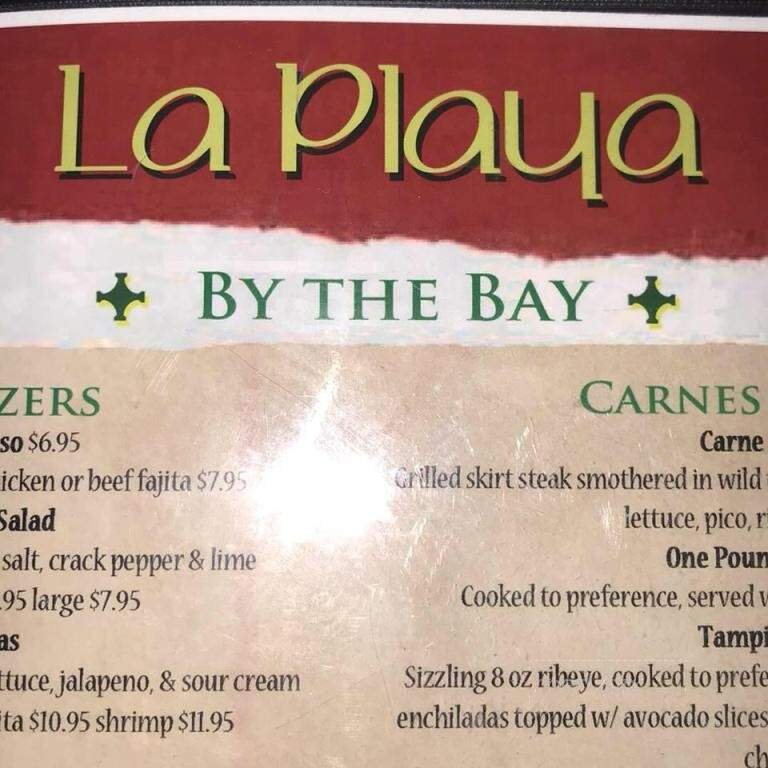 La Playa
By the Bay
ZERS
so $6.95
icken or beef fajita $7.95
Salad
salt, crack pepper & lime
.95 large $7.95
as
ttuce, jalapeno, & sour cream
ita $10.95 shrimp $11.95
Carnes
Carne
Grilled skirt steak smothered in wild
lettuce, pico, ri
One Poun
Cooked to preference, served w
Tampi
Sizzling 8 oz ribeye, cooked to prefe
enchiladas topped w/ avocado slices
ch